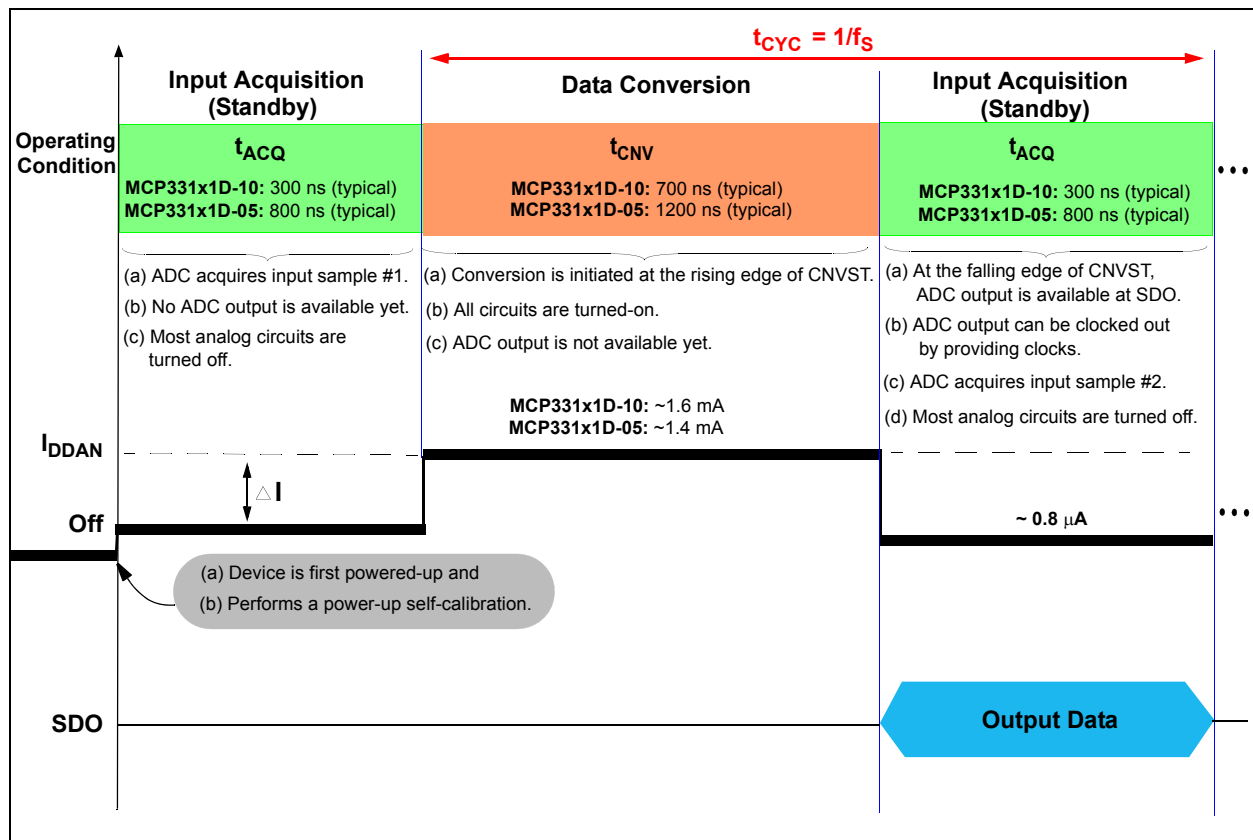 tCYC = 1/fS
Input Acquisition
(Standby)
Data Conversion
Input Acquisition
(Standby)
Operating
Condition
tACQ
MCP331x1D-10: 300 ns (typical)
MCP331x1D-05: 800 ns (typical)
tCNV
MCP331x1D-10: 700 ns (typical)
MCP331x1D-05: 1200 ns (typical)
tACQ
MCP331x1D-10: 300 ns (typical)
MCP331x1D-05: 800 ns (typical)
(a) ADC acquires input sample #1.
(b) No ADC output is available yet.
(c) Most analog circuits are
turned off.
(a) Conversion is initiated at the rising edge of CNVST.
(b) All circuits are turned-on.
(c) ADC output is not available yet.
(a) At the falling edge of CNVST,
ADC output is available at SDO.
(b) ADC output can be clocked out
by providing clocks.
(c) ADC acquires input sample #2.
(d) Most analog circuits are turned off.
MCP331x1D-10: ~1.6 mA
MCP331x1D-05: ~1.4 mA
IDDAN
△I
Off
~ 0.8 μA
(a) Device is first powered-up and
(b) Performs a power-up self-calibration.
SDO
Output Data